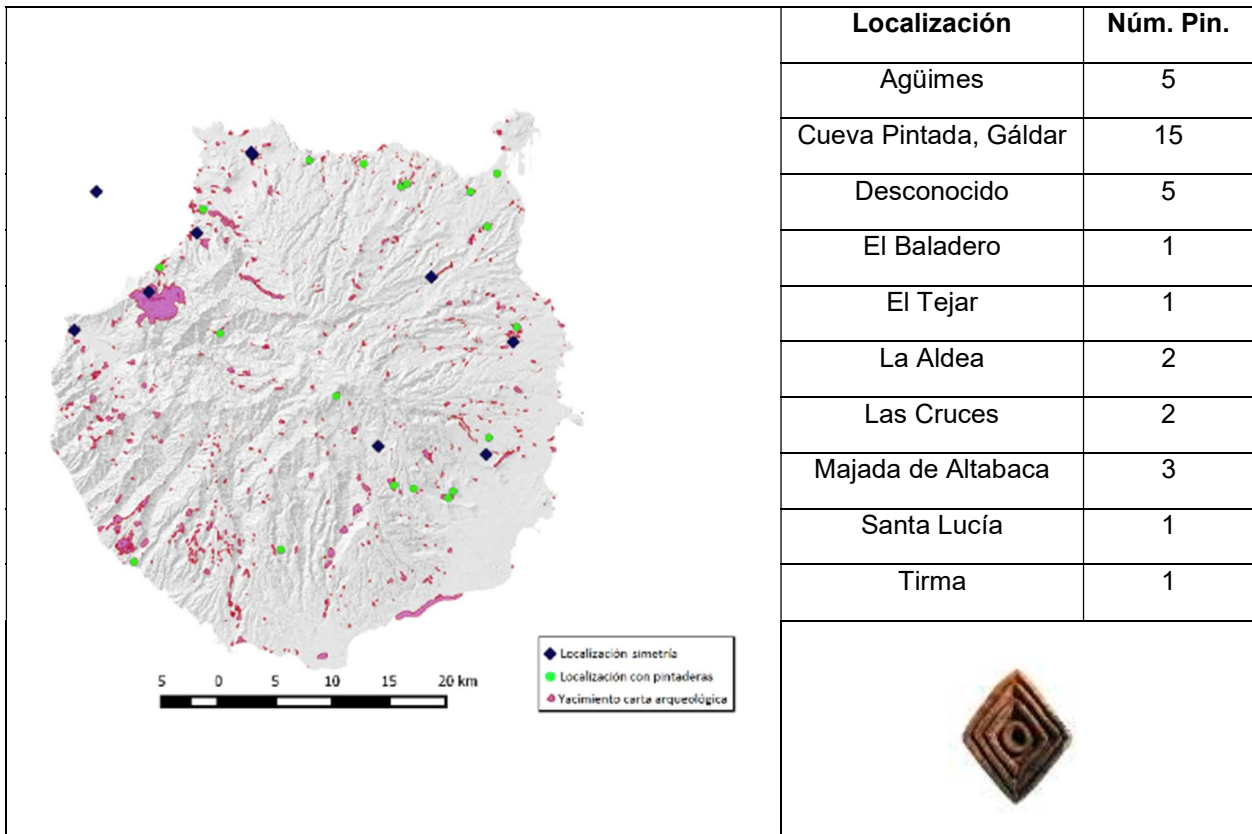 Localización Núm. Pin.
Agüimes 5
Cueva Pintada, Gáldar 15
Desconocido 5
El Baladero 1
El Tejar 1
La Aldea 2
Las Cruces 2
Majada de Altabaca 3
Santa Lucía 1
Tirma 1
Localización simetría
Localización con pintaderas
Yacimiento carta arqueológica
5 0 5 10 15 20 km